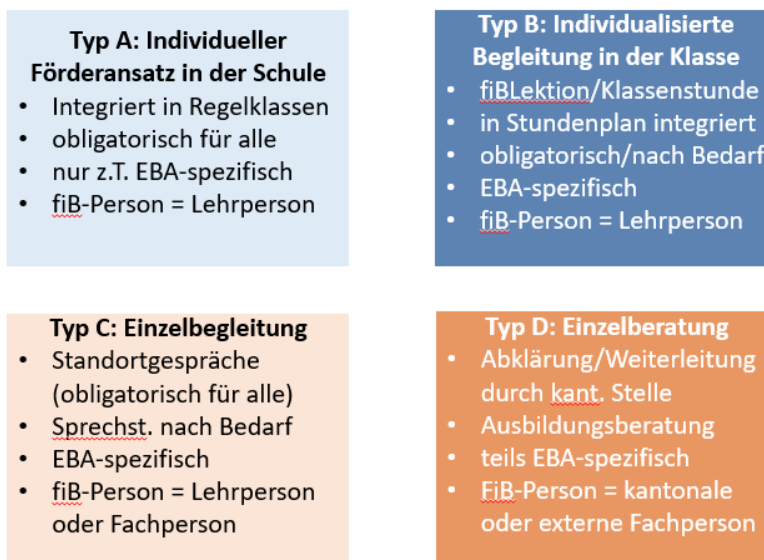 Typ A: Individueller
Förderansatz in der Schule
• Integriert in Regelklassen
• obligatorisch für alle
• nur z.T. EBA-spezifisch
• fiB-Person = Lehrperson
Typ B: Individualisierte
Begleitung in der Klasse
• fiBLektion/Klassenstunde
• in Stundenplan integriert
• obligatorisch/nach Bedarf
• EBA-spezifisch
• fiB-Person = Lehrperson
Typ C: Einzelbegleitung
• Standortgespräche
(obligatorisch für alle)
• Sprechst. nach Bedarf
• EBA-spezifisch
• fiB-Person = Lehrperson
oder Fachperson
Typ D: Einzelberatung
• Abklärung/Weiterleitung
durch kant. Stelle
• Ausbildungsberatung
• teils EBA-spezifisch
• FiB-Person = kantonale
oder externe Fachperson